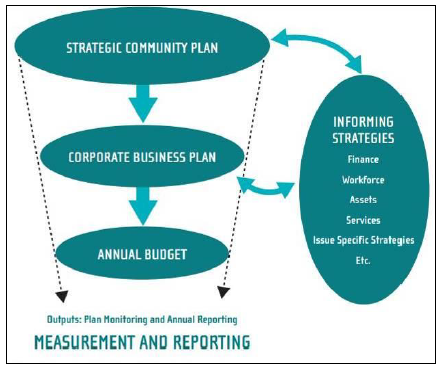 STRATEGIC COMMUNITY PLAN
CORPORATE BUSINESS PLAN
ANNUAL BUDGET
INFORMING
STRATEGIES
Finance
Workforce
Assets
Services
Issue Specific Strategies
Etc.
Outputs: Plan Monitoring and Annual Reporting
MEASUREMENT AND REPORTING